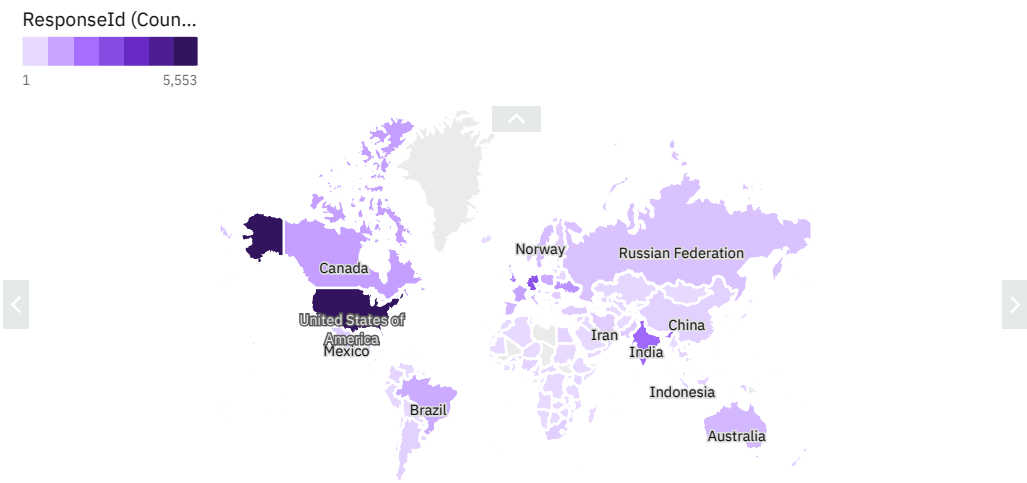 ResponseId (Coun...
1 5,553
Norway
Russian Federation
Canada
United States of
America
Mexico
China
Iran
India
Indonesia
Brazil
Australia